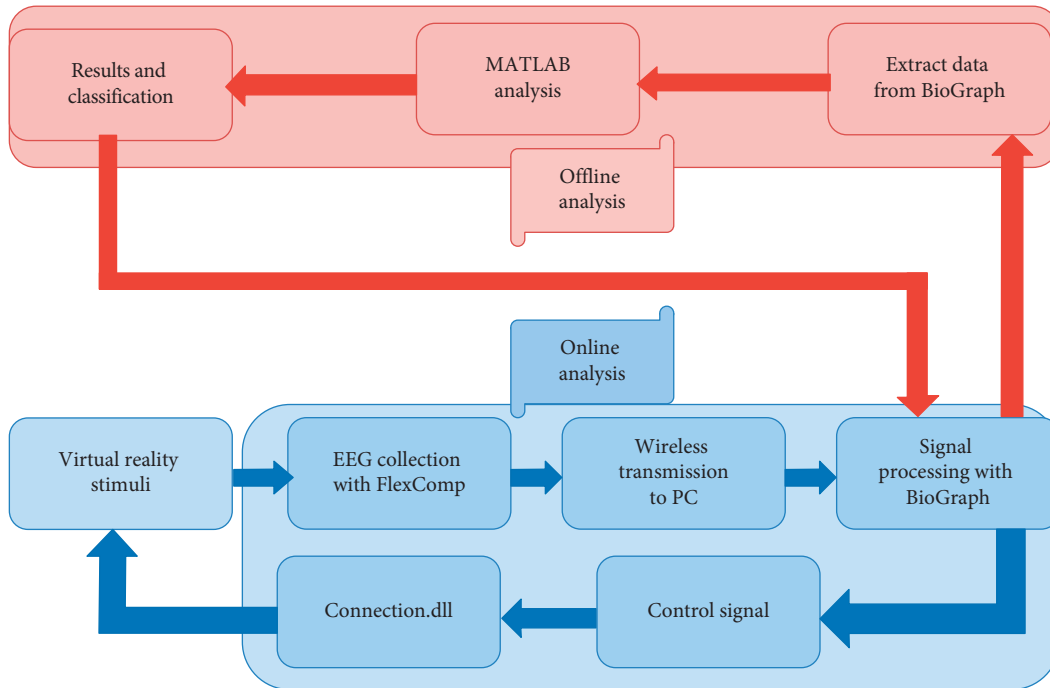 Results and
classification
MATLAB
analysis
Extract data
from BioGraph
Offline
analysis
Online
analysis
Virtual reality
stimuli
EEG collection
with FlexComp
Wireless
transmission
to PC
Signal
processing with
BioGraph
Connection.dll
Control signal